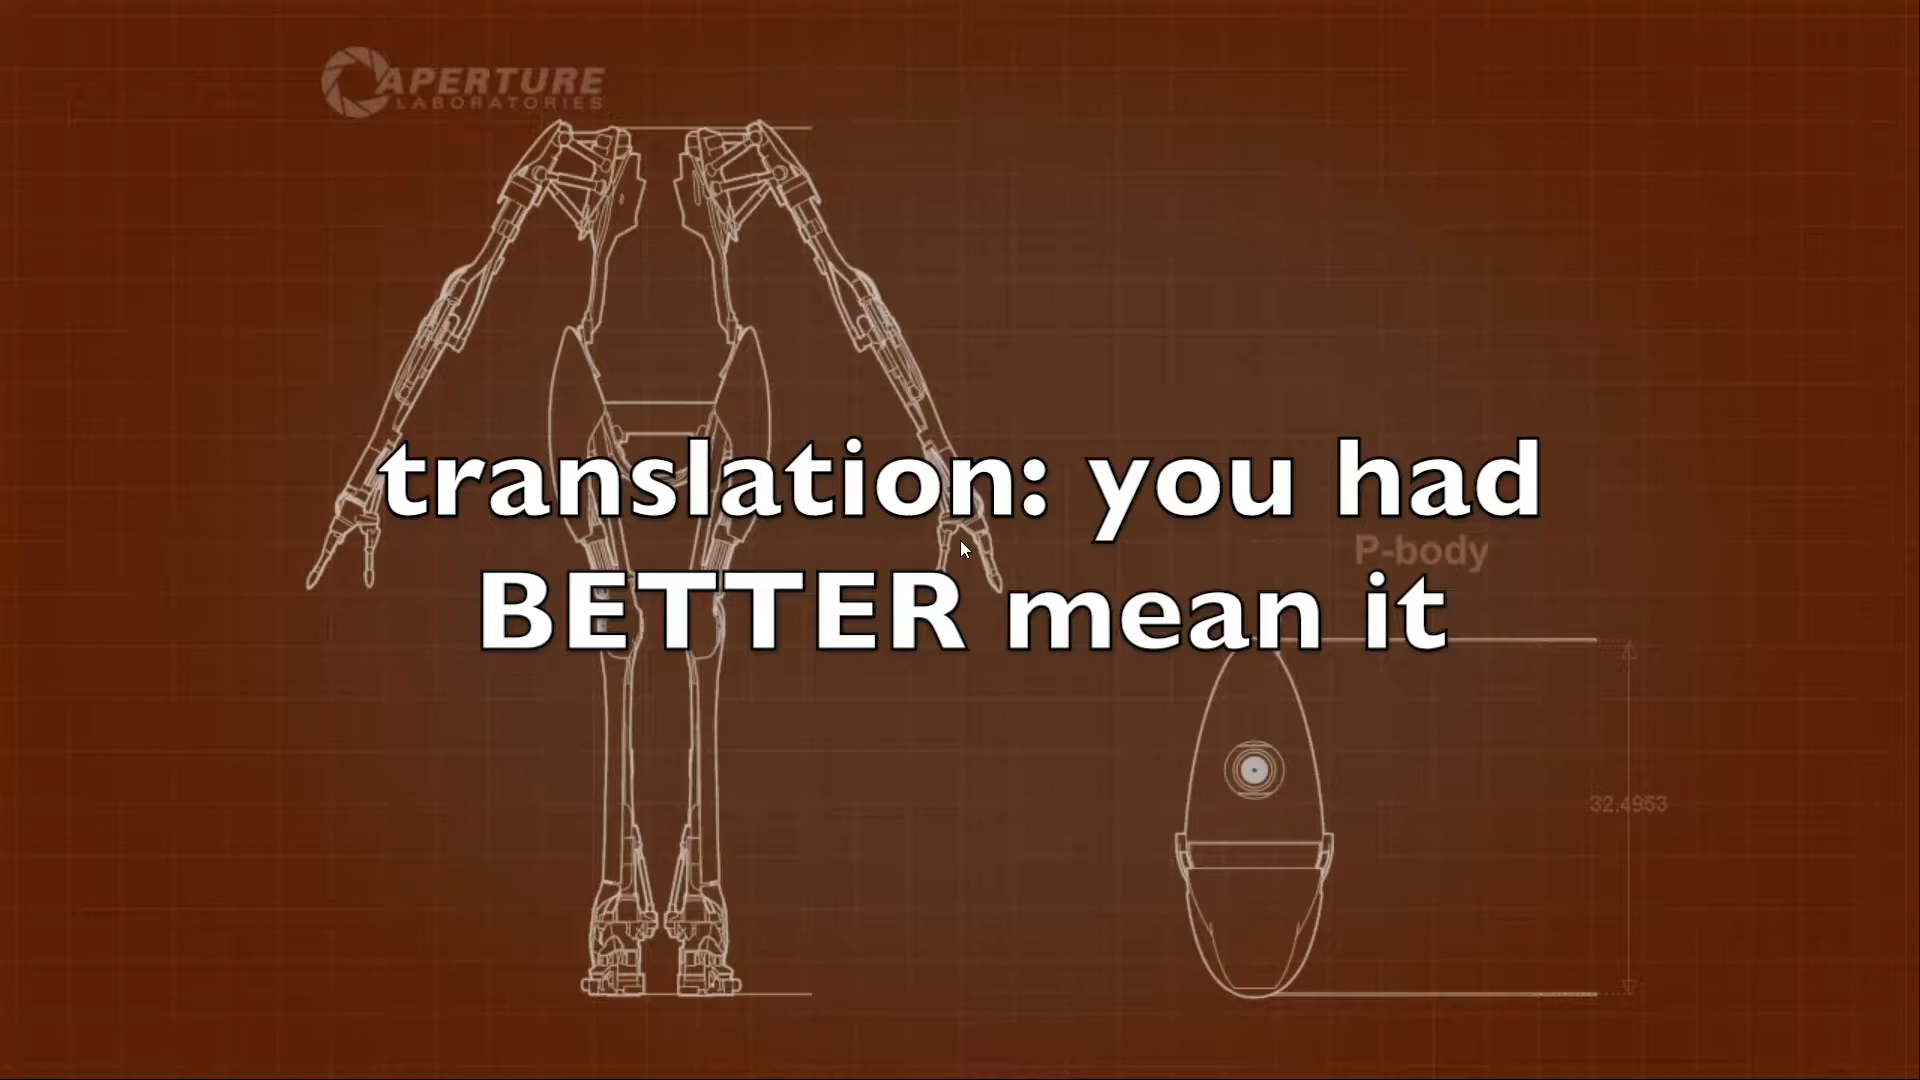 APERTURE
LABORATORIES
translation: you had
P-body
BETTER mean it
32.4953